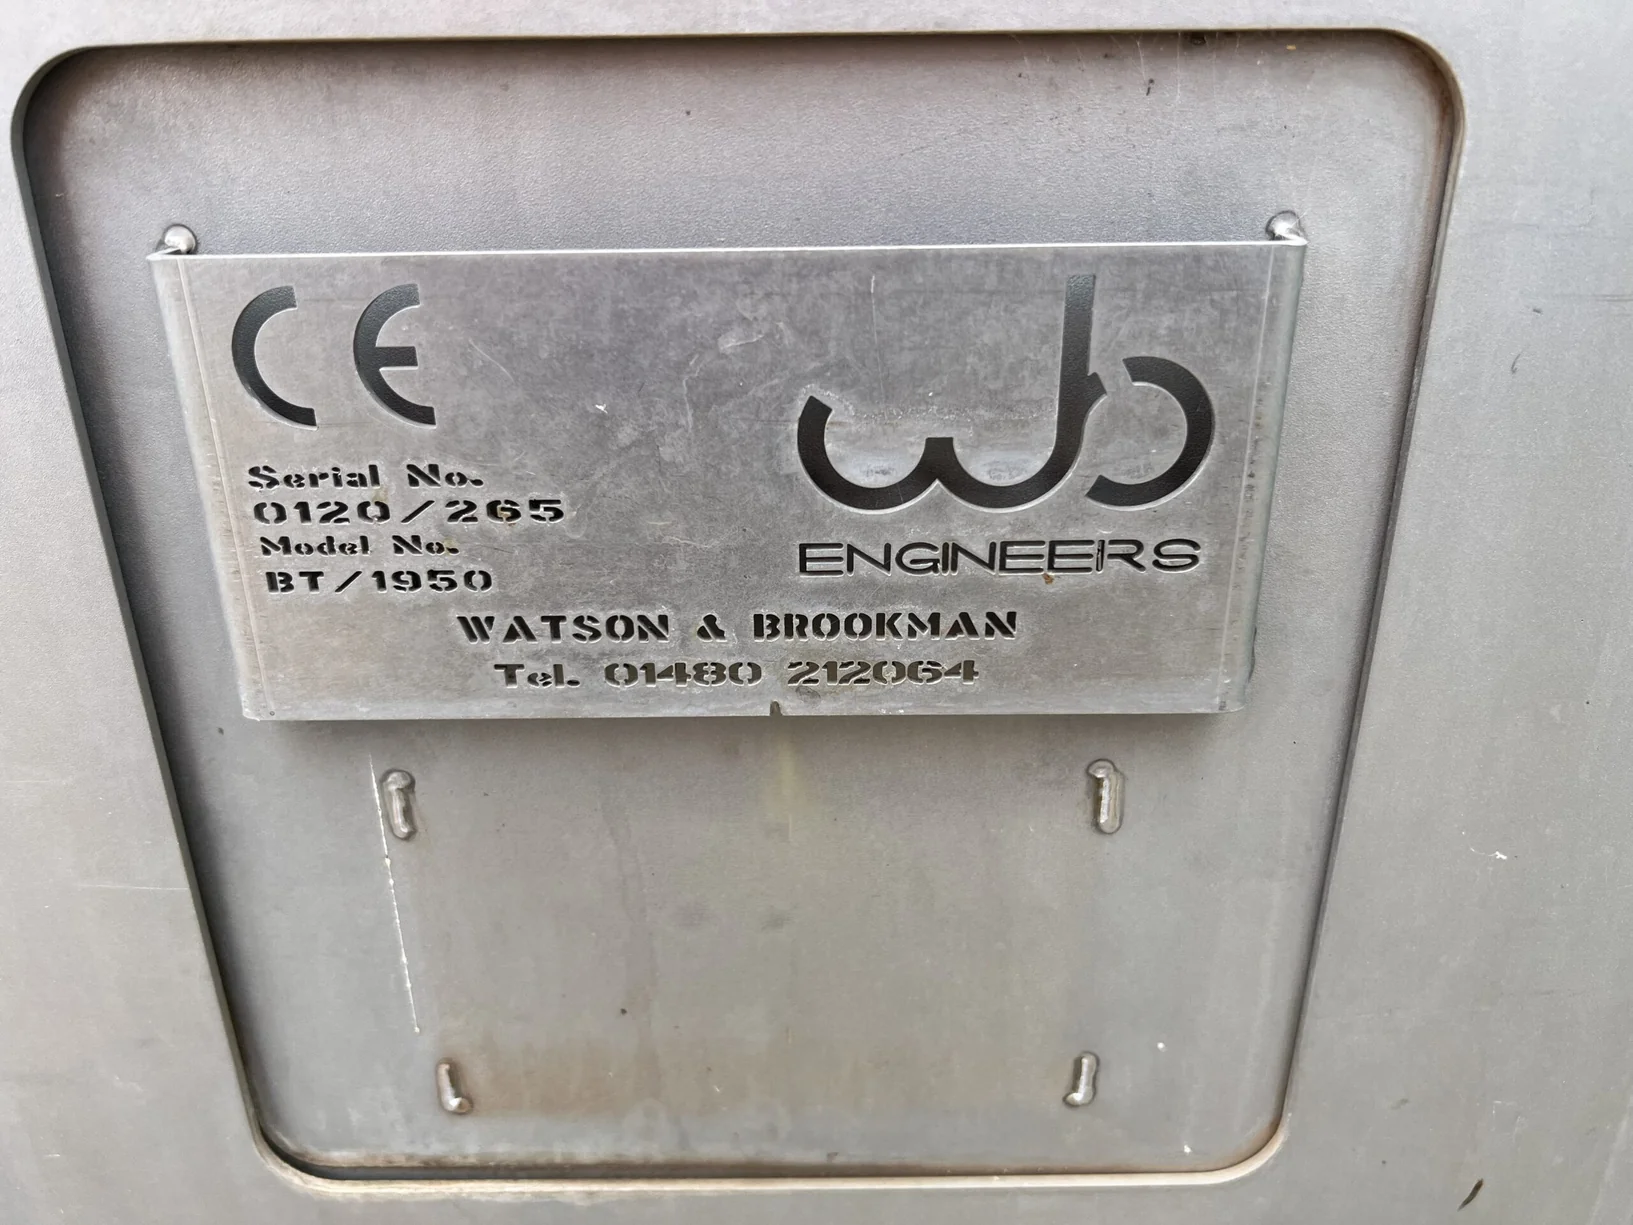 CE
wb
Serial No.
0120/265
ENGINEERS
Model No.
BT/1950
WATSON & BROOKMAN
Tel. 01480 212064